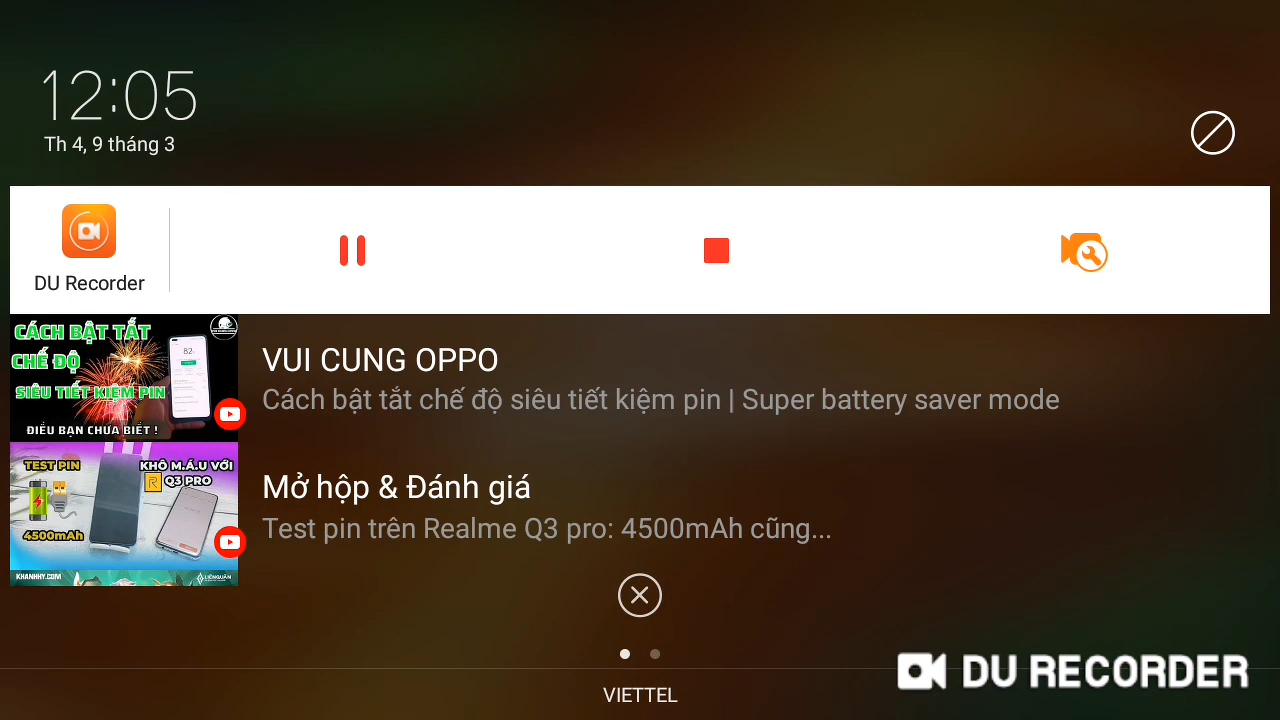 12:05
Th 4, 9 tháng 3
DU Recorder
CÁCH BẬT TẮT
CHẾ ĐỘ
SIÊU TIẾT KIỆM PIN
82%
ĐIỀU BẠN CHƯA BIẾT !
VUI CUNG OPPO
Cách bật tắt chế độ siêu tiết kiệm pin | Super battery saver mode
TEST PIN
KHÔ M.Á.U VỚI
R Q3 PRO
4500mAh
KHANHHY.COM
LIÊNQUÂN
Mở hộp & Đánh giá
Test pin trên Realme Q3 pro: 4500mAh cũng...
VIETTEL
DU RECORDER